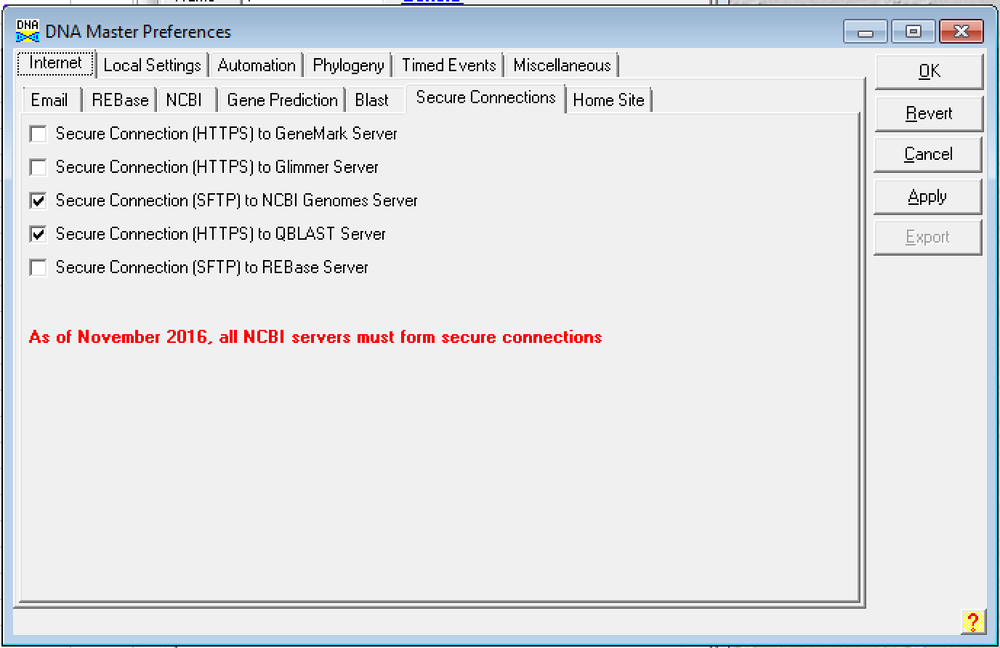 DNA
DNA Master Preferences
Internet Local Settings Automation Phylogeny Timed Events Miscellaneous
Email REBase NCBI Gene Prediction Blast Secure Connections Home Site
Secure Connection (HTTPS) to GeneMark Server
Secure Connection (HTTPS) to Glimmer Server
Secure Connection (SFTP) to NCBI Genomes Server
Secure Connection (HTTPS) to QBLAST Server
Secure Connection (SFTP) to REBase Server
As of November 2016, all NCBI servers must form secure connections
OK
Revert
Cancel
Apply
Export
?